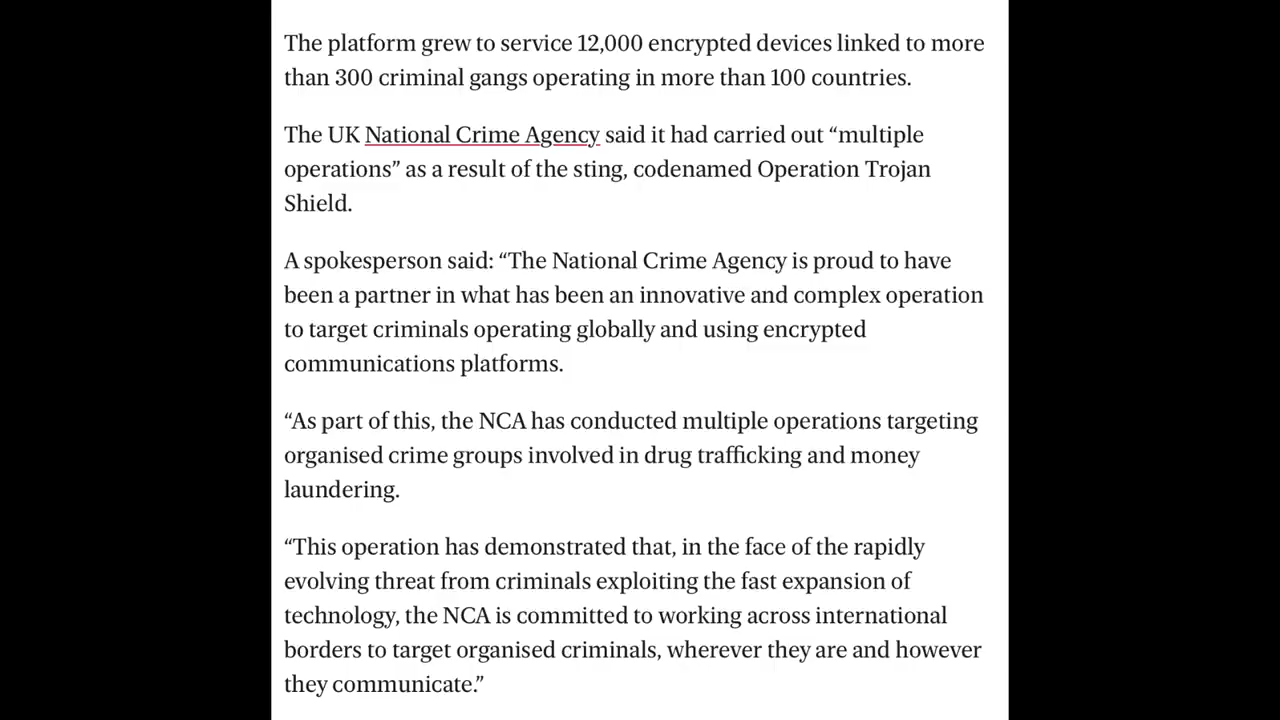 The platform grew to service 12,000 encrypted devices linked to more
than 300 criminal gangs operating in more than 100 countries.
The UK National Crime Agency said it had carried out “multiple
operations” as a result of the sting, codenamed Operation Trojan
Shield.
A spokesperson said: “The National Crime Agency is proud to have
been a partner in what has been an innovative and complex operation
to target criminals operating globally and using encrypted
communications platforms.
“As part of this, the NCA has conducted multiple operations targeting
organised crime groups involved in drug trafficking and money
laundering.
“This operation has demonstrated that, in the face of the rapidly
evolving threat from criminals exploiting the fast expansion of
technology, the NCA is committed to working across international
borders to target organised criminals, wherever they are and however
they communicate.”